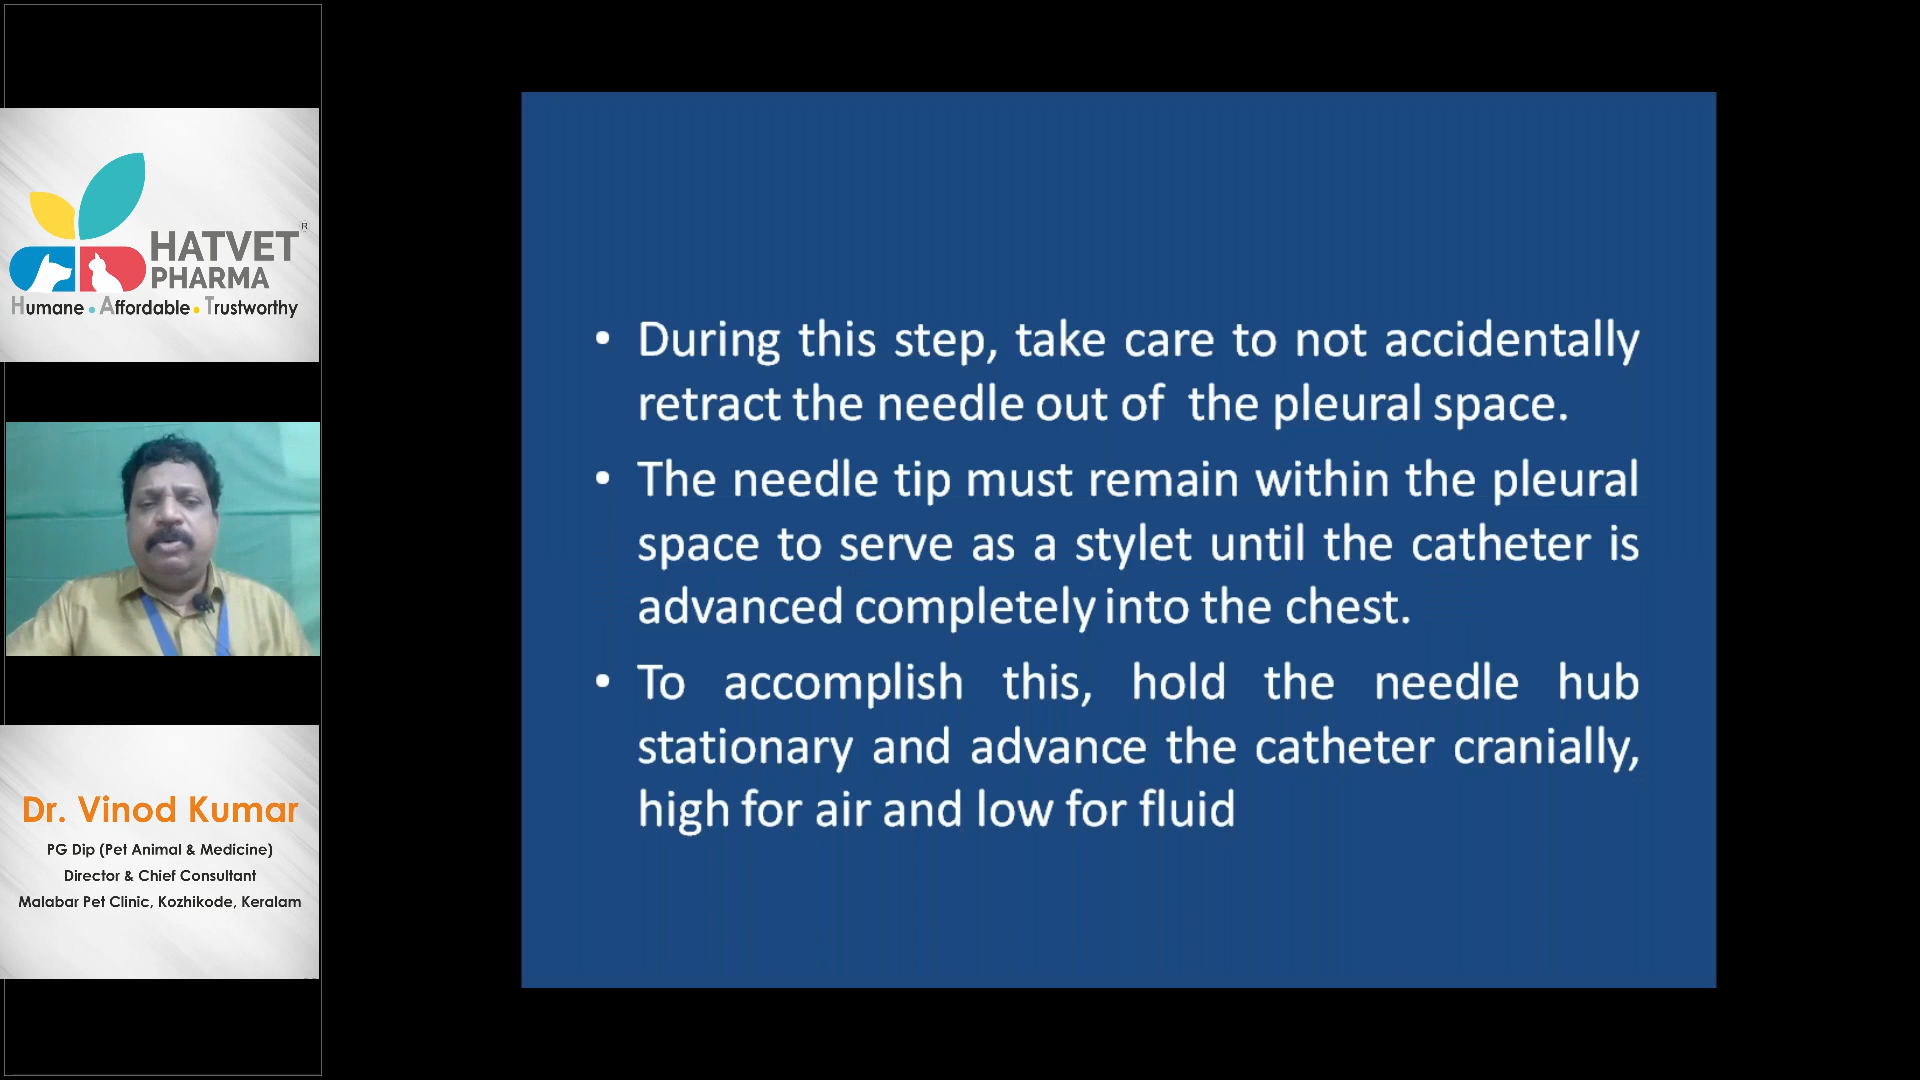 HATVET®
PHARMA
Humane • Affordable • Trustworthy
Dr. Vinod Kumar
PG Dip (Pet Animal & Medicine)
Director & Chief Consultant
Malabar Pet Clinic, Kozhikode, Keralam
• During this step, take care to not accidentally
retract the needle out of the pleural space.
• The needle tip must remain within the pleural
space to serve as a stylet until the catheter is
advanced completely into the chest.
• To accomplish this, hold the needle hub
stationary and advance the catheter cranially,
high for air and low for fluid